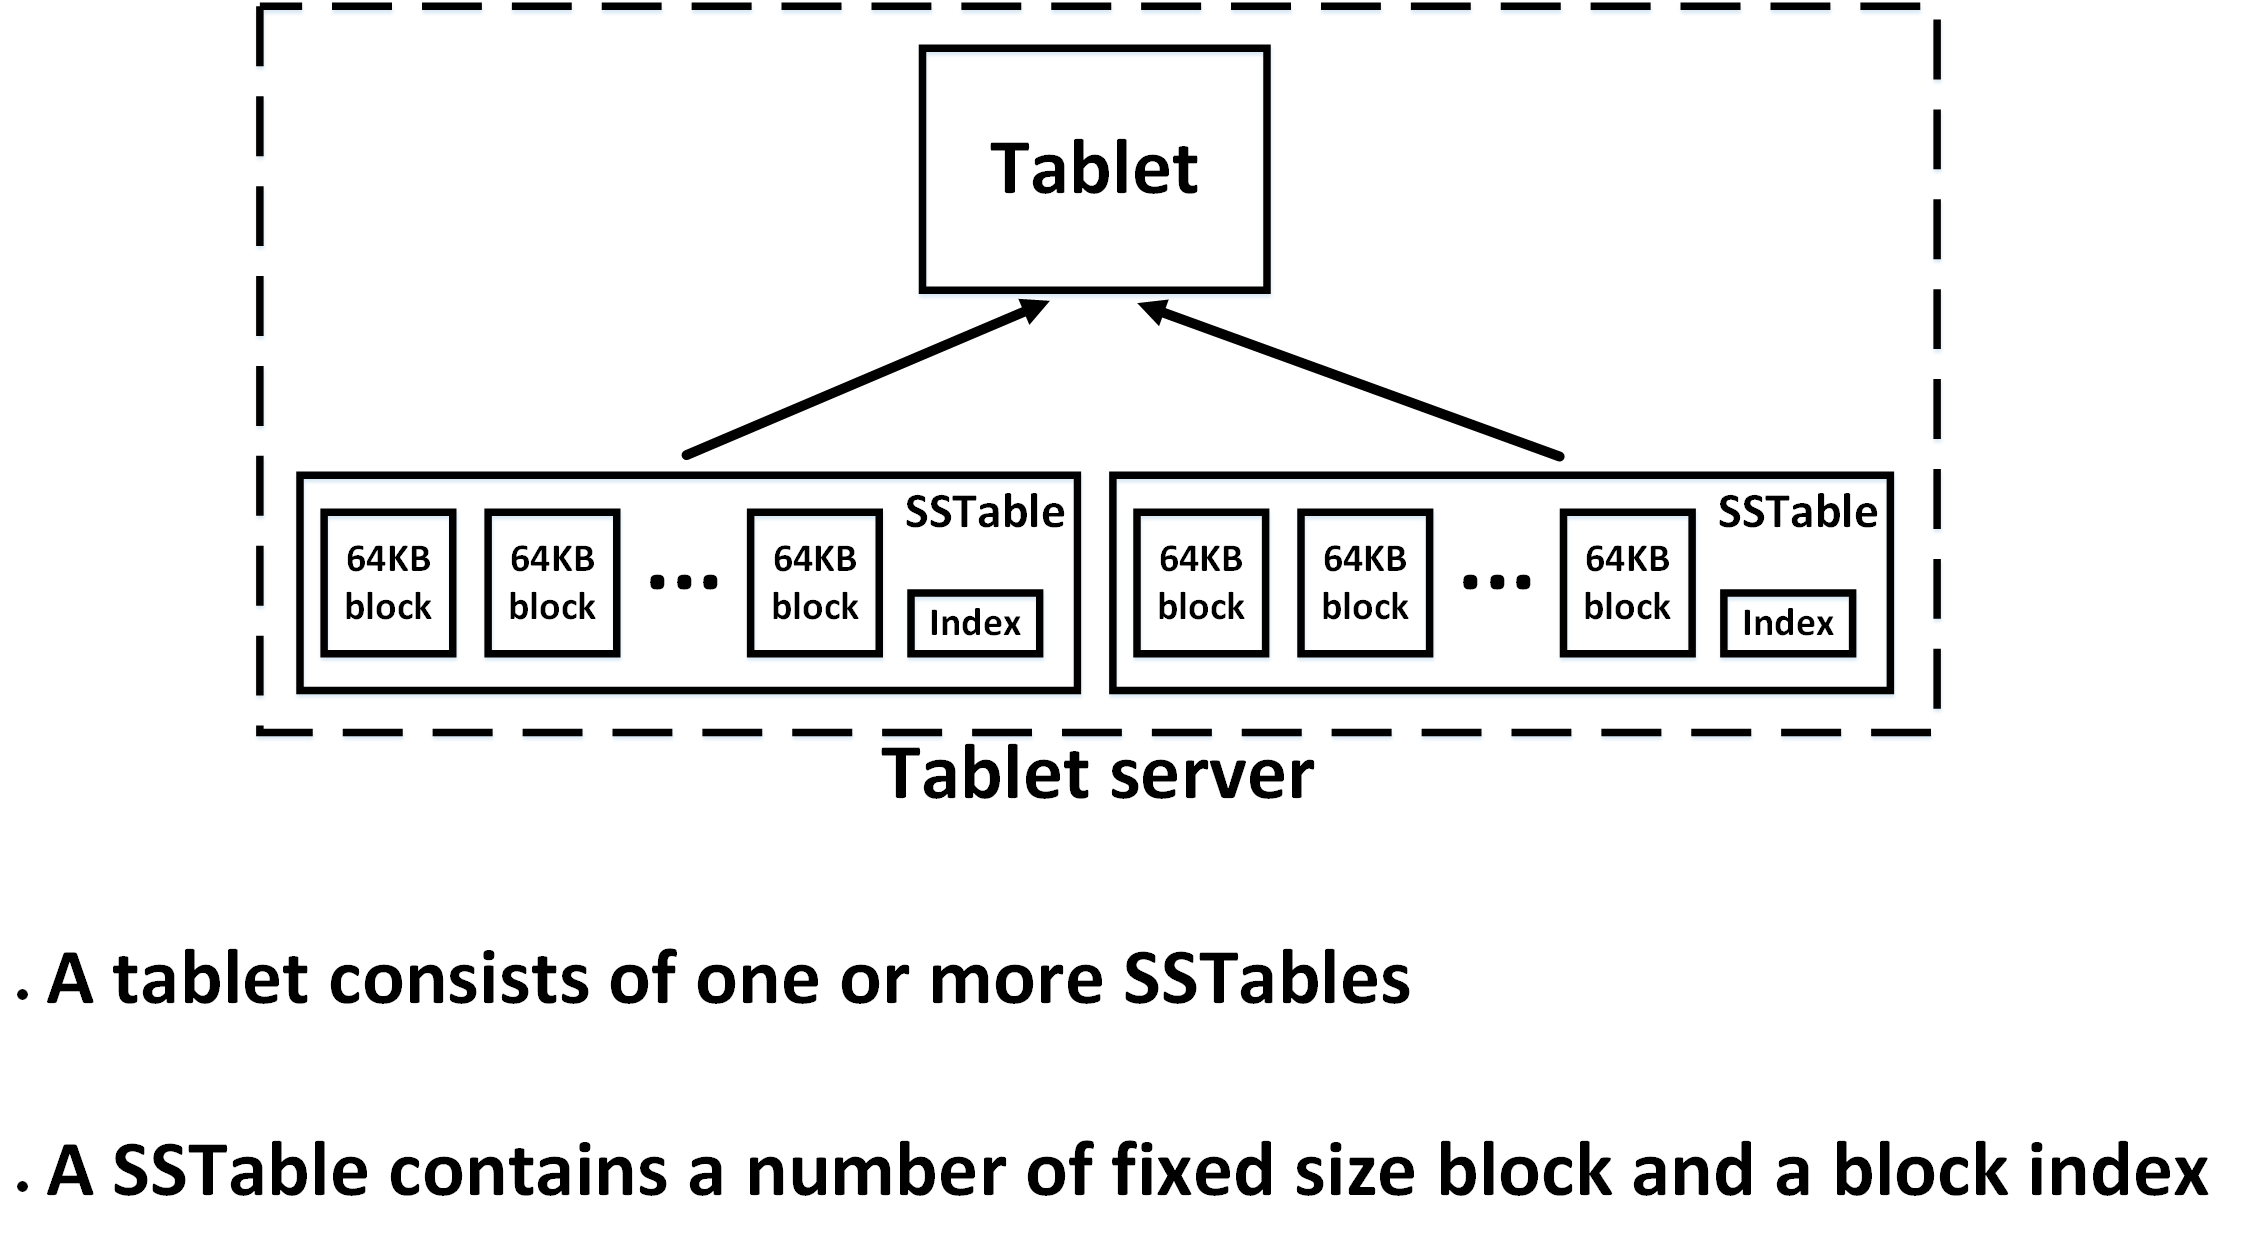 Tablet
SSTable
64KB
block
64KB
block
...
64KB
block
Index
SSTable
64KB
block
64KB
block
...
64KB
block
Index
Tablet server
. A tablet consists of one or more SSTables
. A SSTable contains a number of fixed size block and a block index